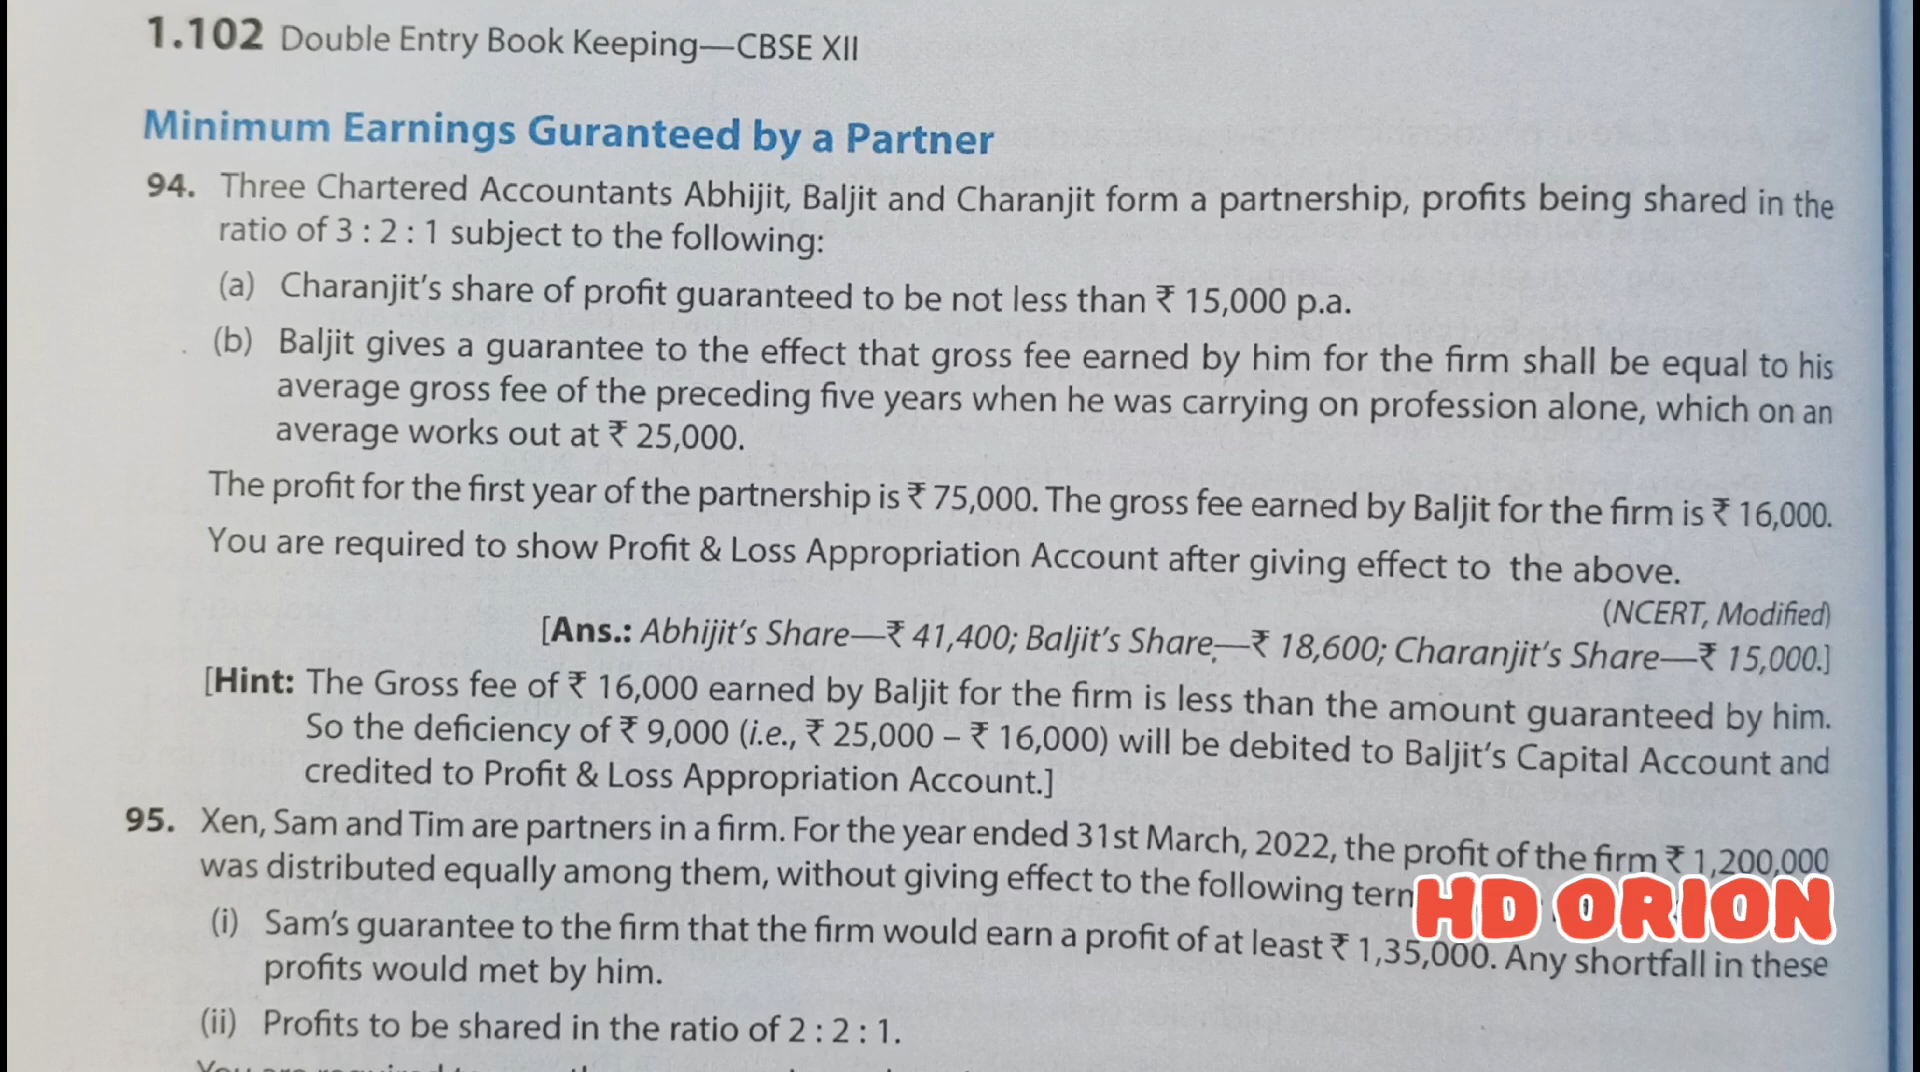 1.102 Double Entry Book Keeping—CBSE XII
Minimum Earnings Guranteed by a Partner
94. Three Chartered Accountants Abhijit, Baljit and Charanjit form a partnership, profits being shared in the
ratio of 3 : 2 : 1 subject to the following:
(a) Charanjit's share of profit guaranteed to be not less than ₹ 15,000 p.a.
(b) Baljit gives a guarantee to the effect that gross fee earned by him for the firm shall be equal to his
average gross fee of the preceding five years when he was carrying on profession alone, which on an
average works out at ₹ 25,000.
The profit for the first year of the partnership is ₹ 75,000. The gross fee earned by Baljit for the firm is ₹ 16,000.
You are required to show Profit & Loss Appropriation Account after giving effect to the above.
(NCERT, Modified)
[Ans.: Abhijit's Share—₹ 41,400; Baljit's Share—₹ 18,600; Charanjit's Share—₹ 15,000.]
[Hint: The Gross fee of ₹ 16,000 earned by Baljit for the firm is less than the amount guaranteed by him.
So the deficiency of ₹ 9,000 (i.e., ₹ 25,000 – ₹ 16,000) will be debited to Baljit's Capital Account and
credited to Profit & Loss Appropriation Account.]
95. Xen, Sam and Tim are partners in a firm. For the year ended 31st March, 2022, the profit of the firm ₹ 1,200,000
was distributed equally among them, without giving effect to the following
HD ORION
(i) Sam's guarantee to the firm that the firm would earn a profit of at least ₹ 1,35,000. Any shortfall in these
profits would met by him.
(ii) Profits to be shared in the ratio of 2 : 2 : 1.